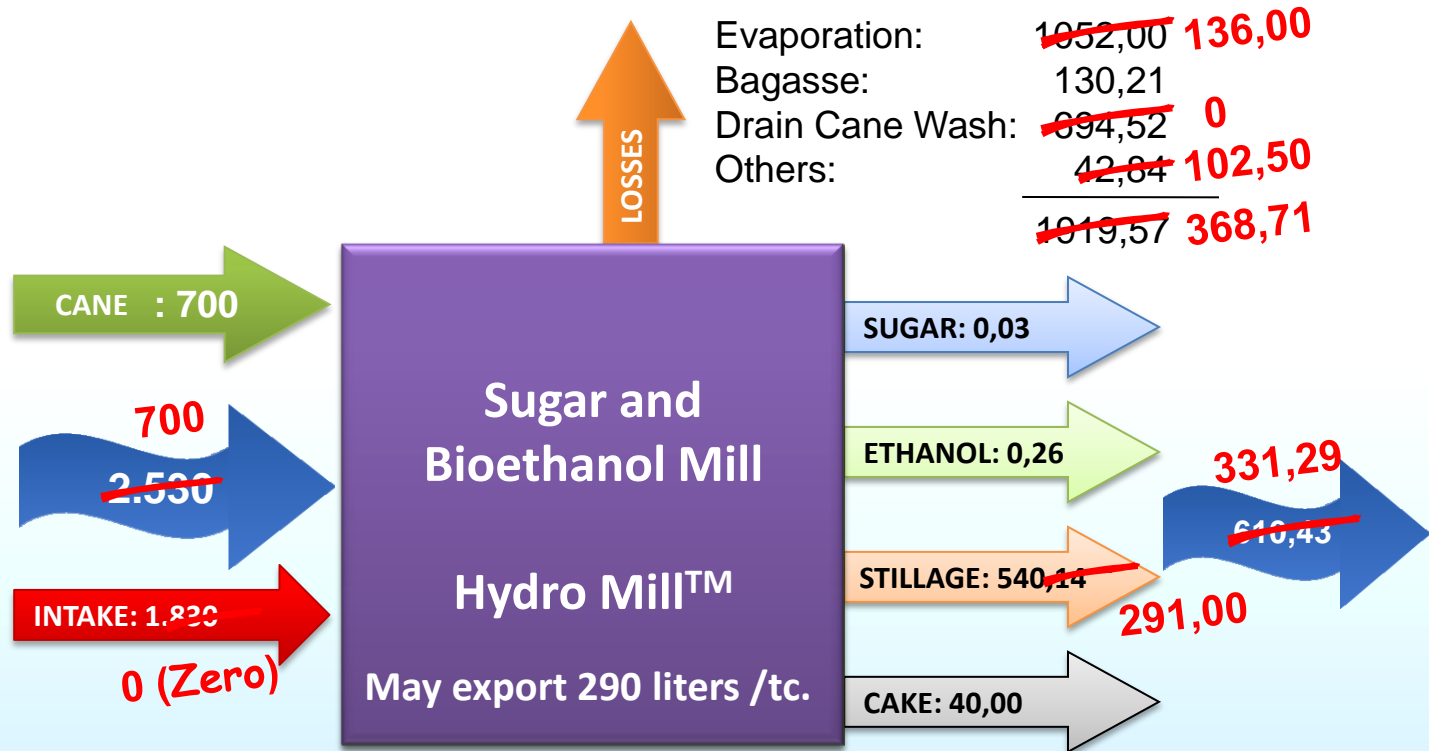 Evaporation: 1052,00 136,00
Bagasse: 130,21
Drain Cane Wash: 694,52 0
Others: 42,84 102,50
1919,57 368,71
LOSSES
CANE : 700
700
2.530
INTAKE: 1.830
0 (Zero)
Sugar and
Bioethanol Mill
Hydro Mill™
May export 290 liters /tc.
SUGAR: 0,03
ETHANOL: 0,26
STILLAGE: 540,14
291,00
CAKE: 40,00
331,29
610,43